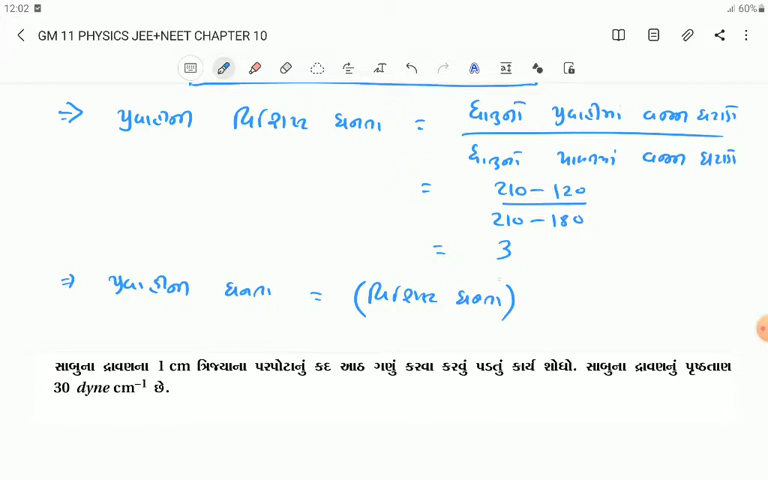 12:02 60%
GM 11 PHYSICS JEE+NEET CHAPTER 10
⇒ પ્રવાહીની વિશિષ્ટ ઘનતા = ધાતુનો પ્રવાહીમાં વજન ઘટાડો
ધાતુનો પાણીમાં વજન ઘટાડો
= 210 - 120
210 - 180
= 3
⇒ પ્રવાહીની ઘનતા = (વિશિષ્ટ ઘનતા)
સાબુના દ્રાવણના 1 cm ત્રિજ્યાના પરપોટાનું કદ આઠ ગણું કરવા કરવું પડતું કાર્ય શોધો. સાબુના દ્રાવણનું પૃષ્ઠતાણ
30 dyne cm⁻¹ છે.